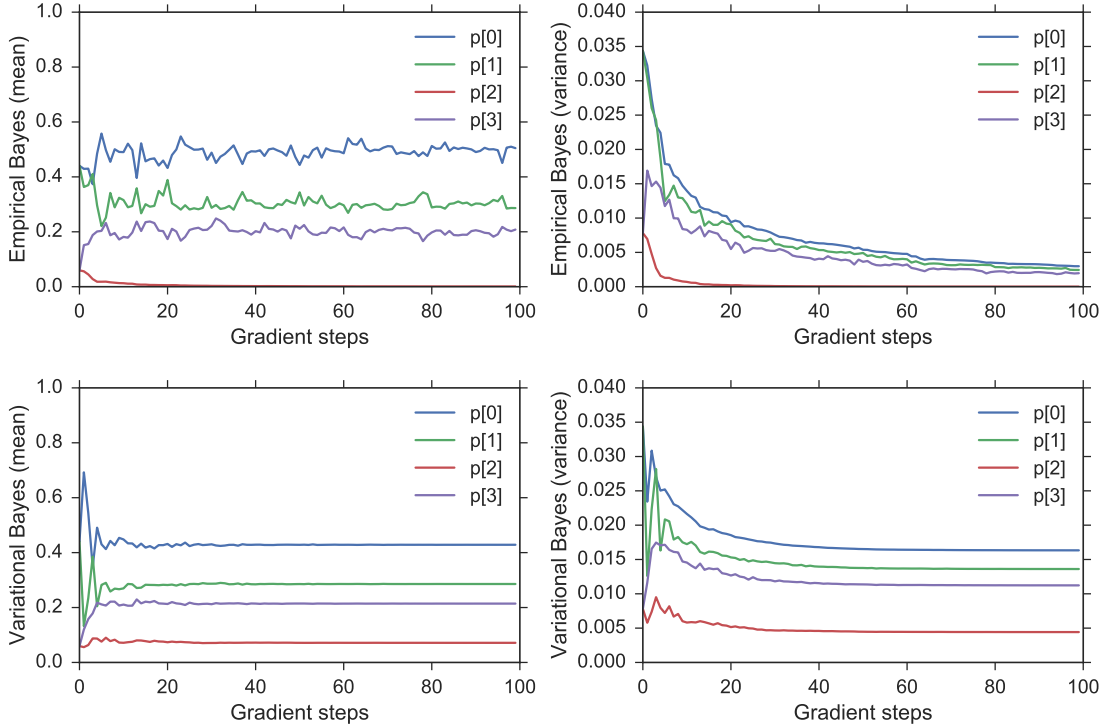 Empirical Bayes (mean)
1.0
0.8
0.6
0.4
0.2
0.0
p[0]
p[1]
p[2]
p[3]
0 20 40 60 80 100
Gradient steps
Empirical Bayes (variance)
0.040
0.035
0.030
0.025
0.020
0.015
0.010
0.005
0.000
p[0]
p[1]
p[2]
p[3]
0 20 40 60 80 100
Gradient steps
Variational Bayes (mean)
1.0
0.8
0.6
0.4
0.2
0.0
p[0]
p[1]
p[2]
p[3]
0 20 40 60 80 100
Gradient steps
Variational Bayes (variance)
0.040
0.035
0.030
0.025
0.020
0.015
0.010
0.005
0.000
p[0]
p[1]
p[2]
p[3]
0 20 40 60 80 100
Gradient steps